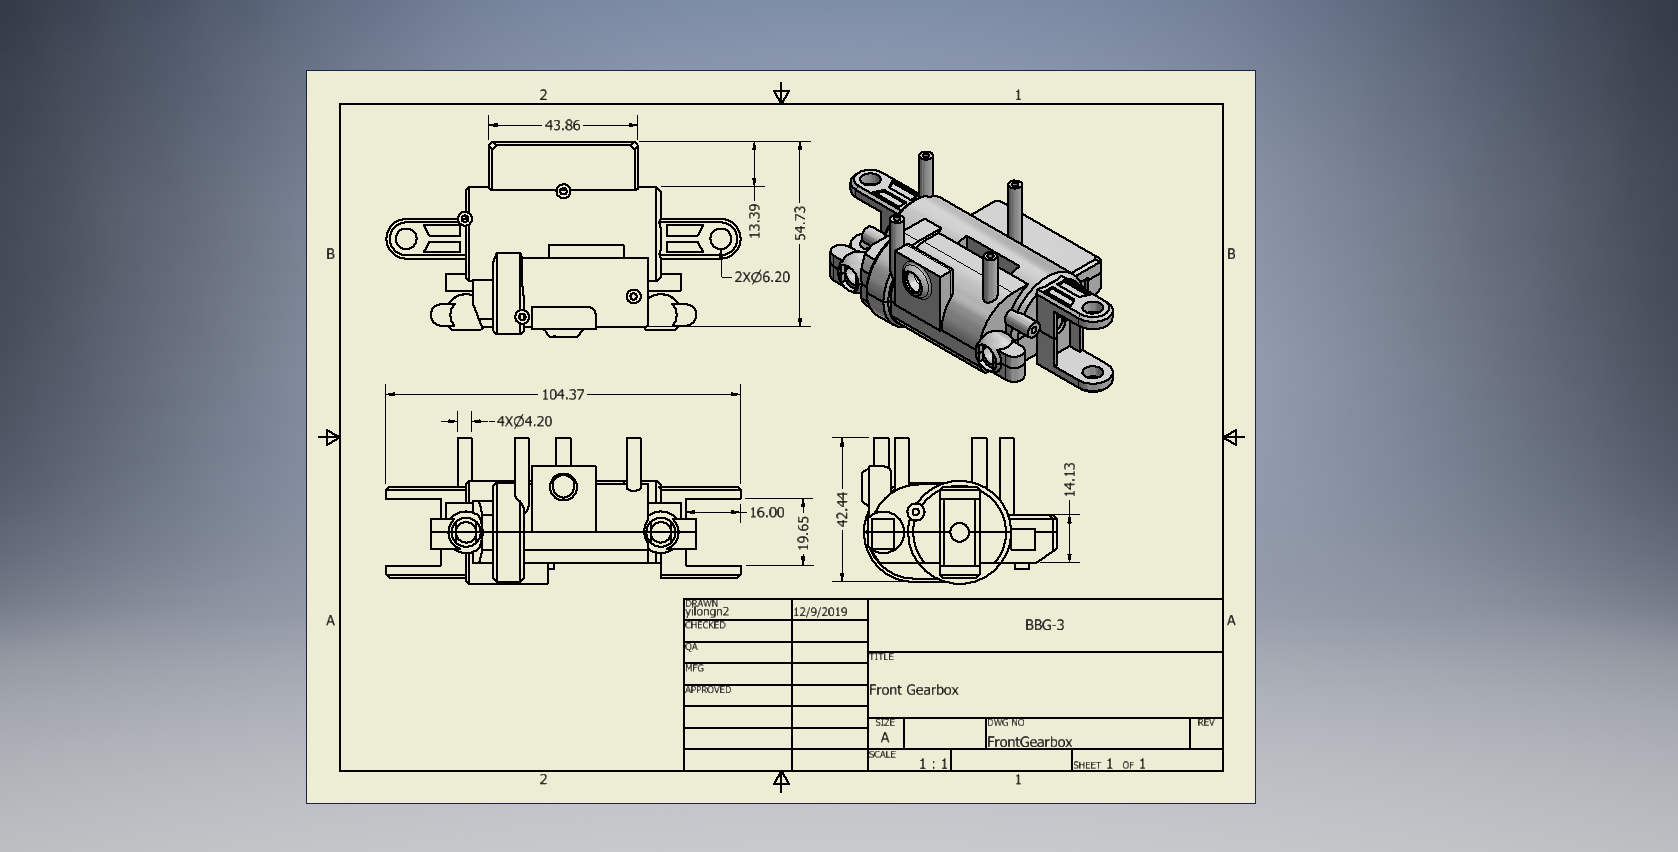 2
1
43.86
13.39
54.73
B
B
2XØ6.20
104.37
4XØ4.20
16.00
19.65
42.44
14.13
DRAWN
yilongn2
12/9/2019
CHECKED
BBG-3
A
A
QA
TITLE
MFG
APPROVED
Front Gearbox
SIZE
A
DWG NO
FrontGearbox
REV
SCALE
1 : 1
SHEET 1 OF 1
2
1